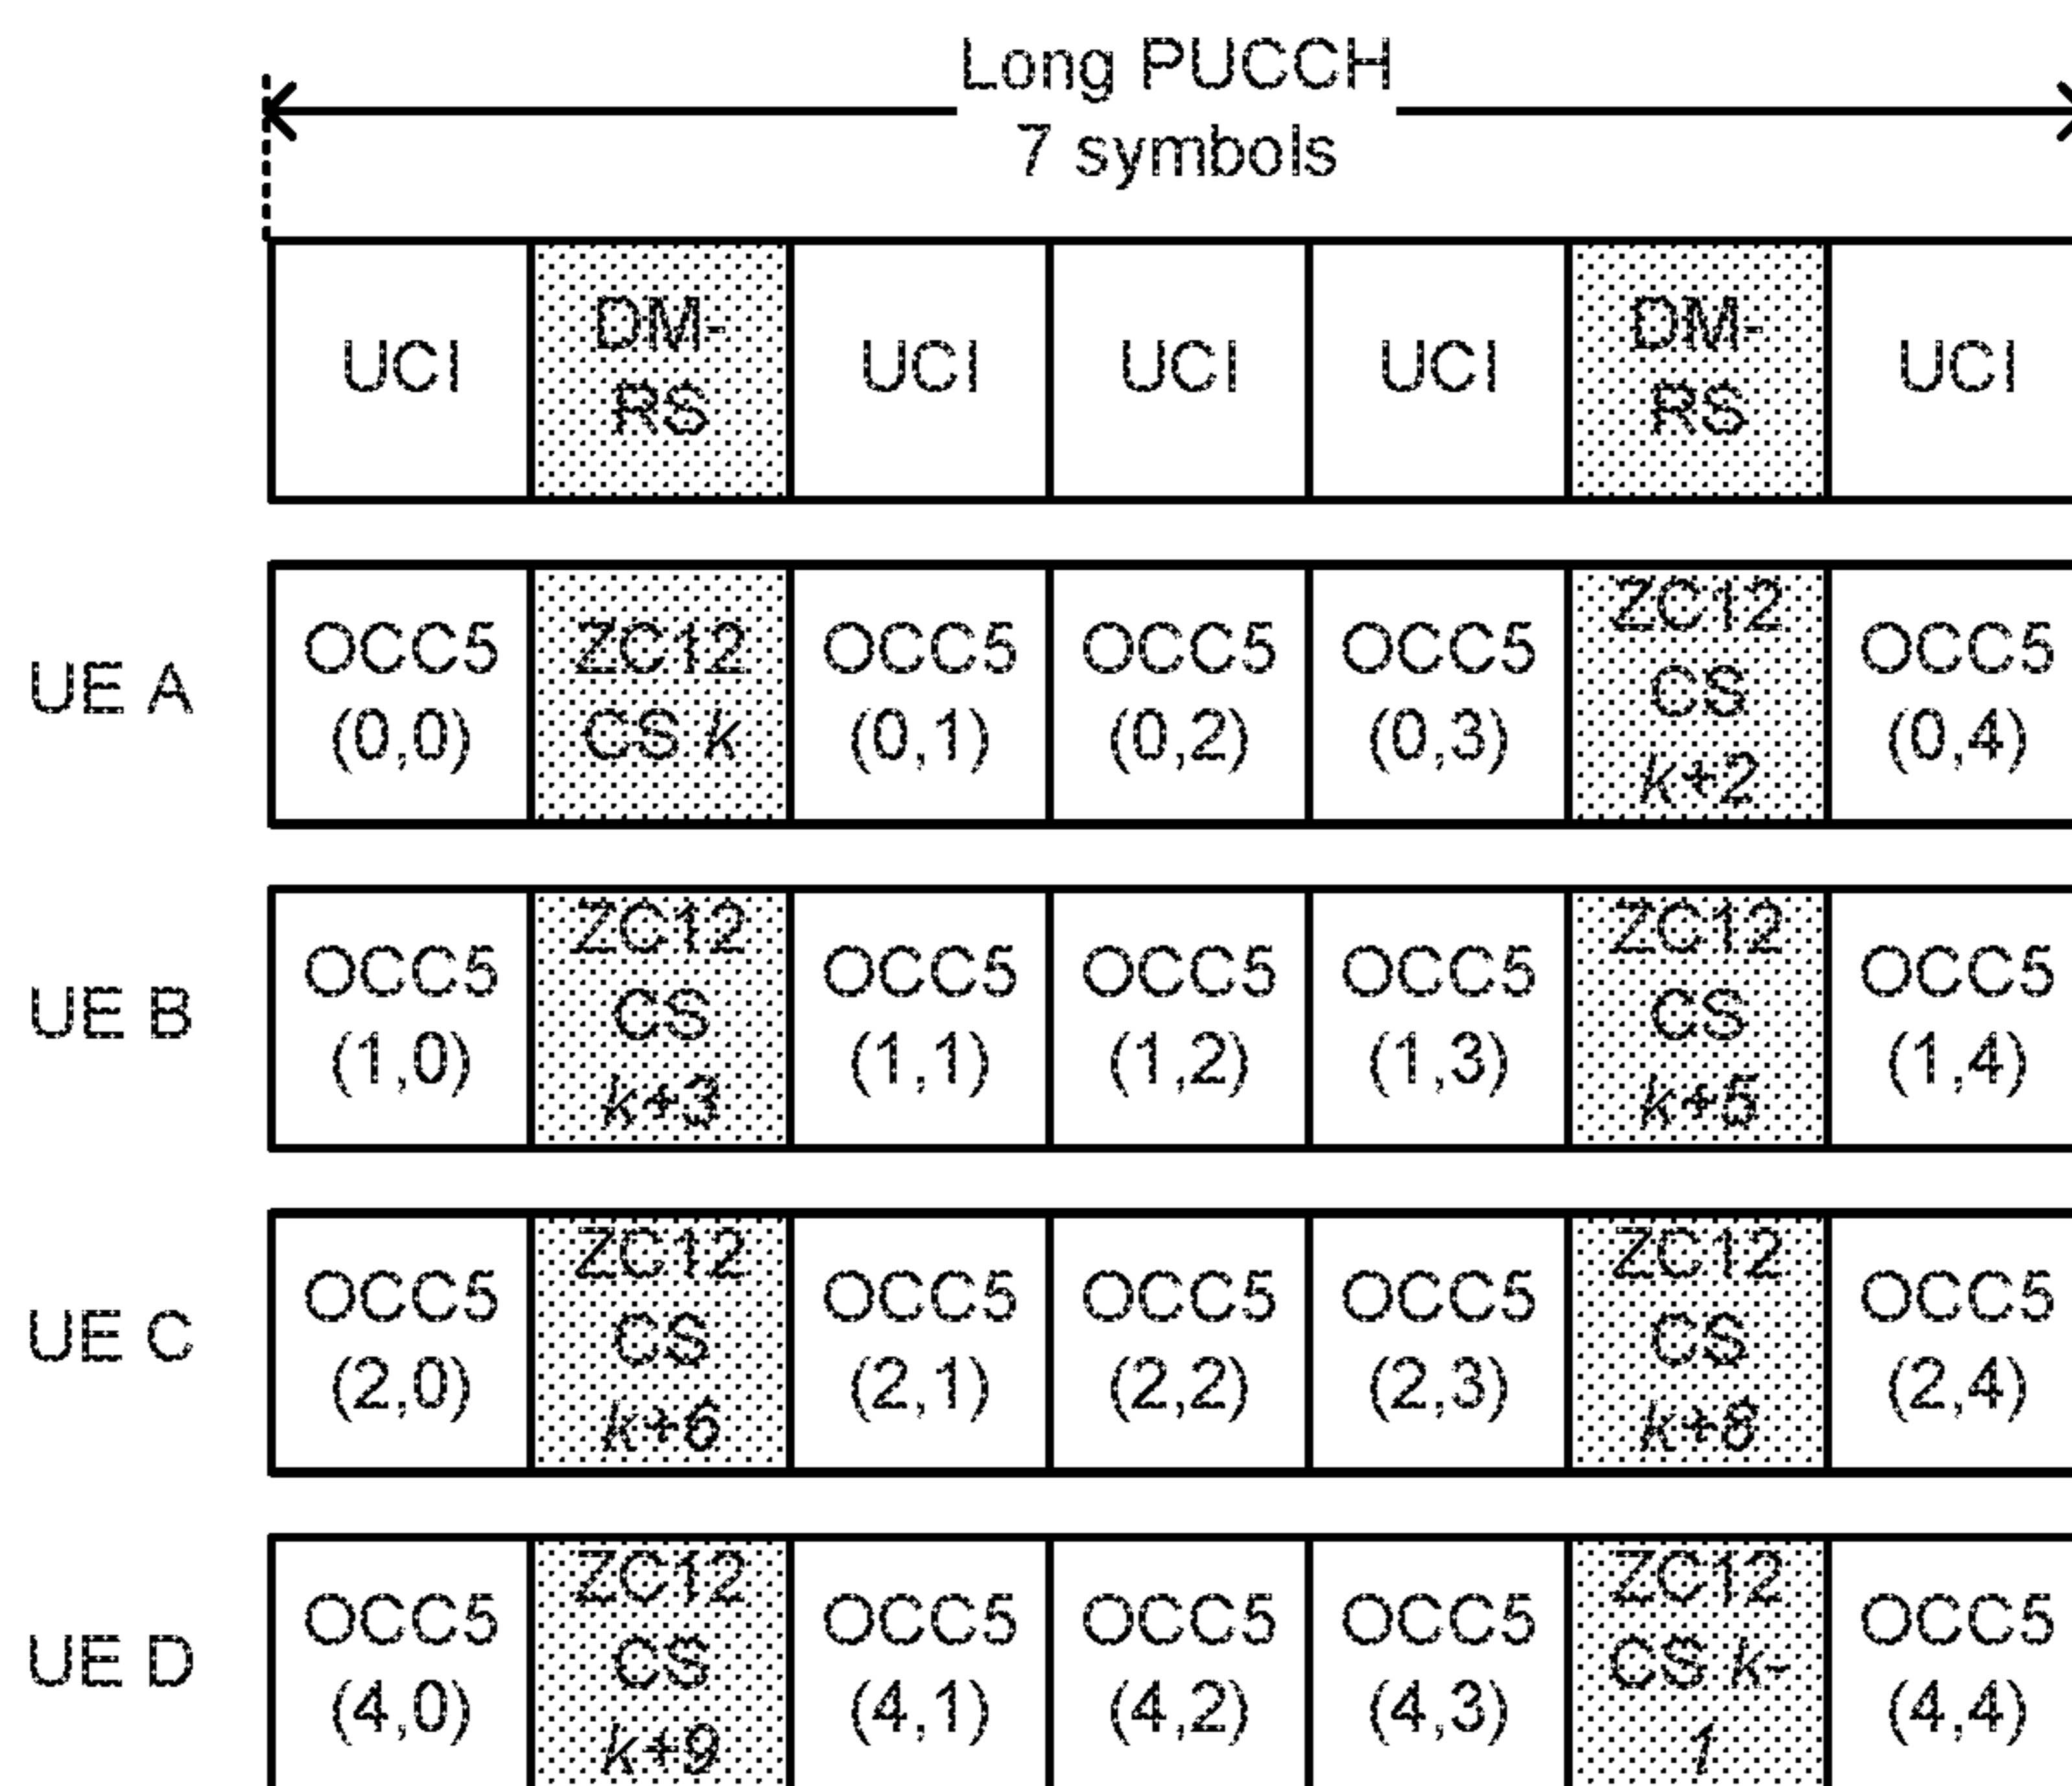 Long PUCCH
7 symbols
UCI DM- UCI UCI UCI DM- UCI
RS RS
UE A
OCC5 (0,0)
ZC12 CS k
OCC5 (0,1)
OCC5 (0,2)
OCC5 (0,3)
ZC12 CS k+2
OCC5 (0,4)
UE B
OCC5 (1,0)
ZC12 CS k+3
OCC5 (1,1)
OCC5 (1,2)
OCC5 (1,3)
ZC12 CS k+5
OCC5 (1,4)
UE C
OCC5 (2,0)
ZC12 CS k+6
OCC5 (2,1)
OCC5 (2,2)
OCC5 (2,3)
ZC12 CS k+8
OCC5 (2,4)
UE D
OCC5 (4,0)
ZC12 CS k+9
OCC5 (4,1)
OCC5 (4,2)
OCC5 (4,3)
ZC12 CS k-1
OCC5 (4,4)